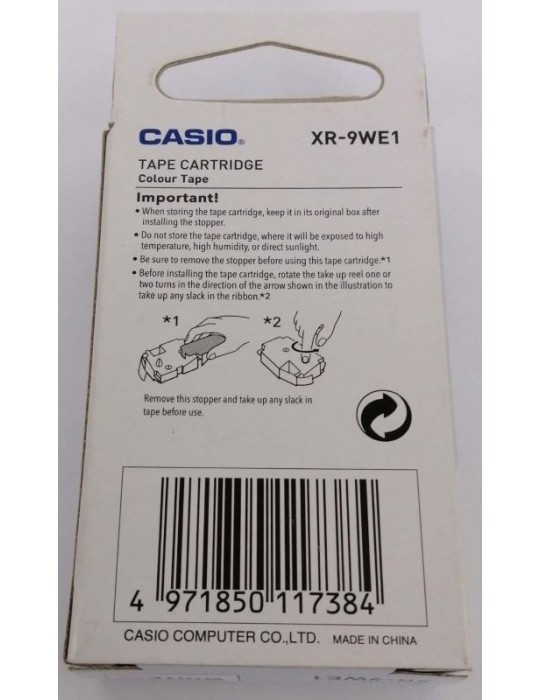 CASIO® XR-9WE1
TAPE CARTRIDGE
Colour Tape
Important!
• When storing the tape cartridge, keep it in its original box after
installing the stopper.
• Do not store the tape cartridge, where it will be exposed to high
temperature, high humidity, or direct sunlight.
• Be sure to remove the stopper before using this tape cartridge.*1
• Before installing the tape cartridge, rotate the take up reel one or
two turns in the direction of the arrow shown in the illustration to
take up any slack in the ribbon.*2
*1 *2
Remove this stopper and take up any slack in
tape before use.
4 971850 117384
CASIO COMPUTER CO.,LTD. MADE IN CHINA